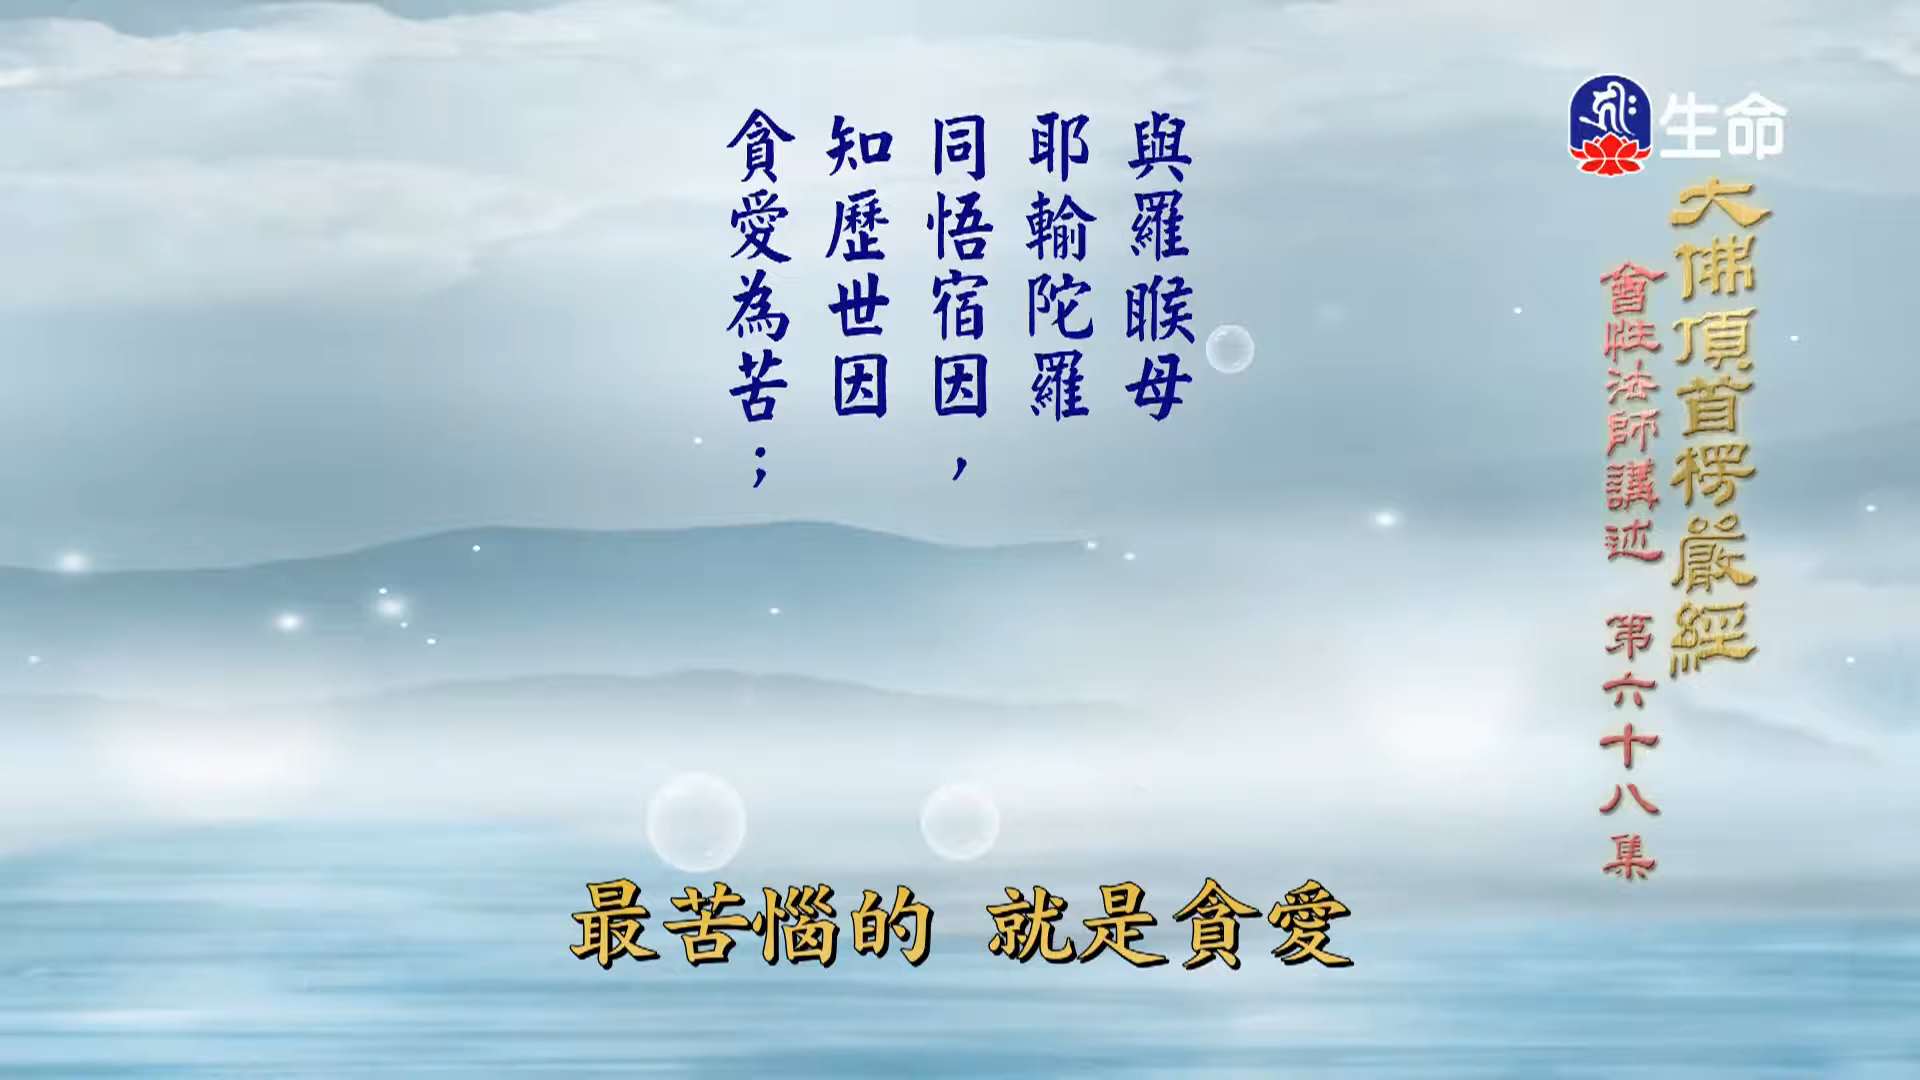 生命
大佛頂首楞嚴經
會性法師講述 第六十八集
與羅睺母
耶輸陀羅
同悟宿因，
知歷世因
貪愛為苦；
最苦惱的 就是貪愛